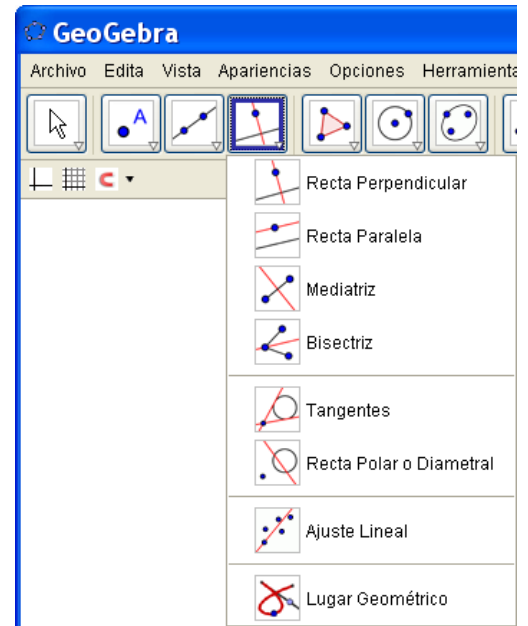 GeoGebra
Archivo Edita Vista Apariencias Opciones Herramienta
A
Recta Perpendicular
Recta Paralela
Mediatriz
Bisectriz
Tangentes
Recta Polar o Diametral
Ajuste Lineal
Lugar Geométrico